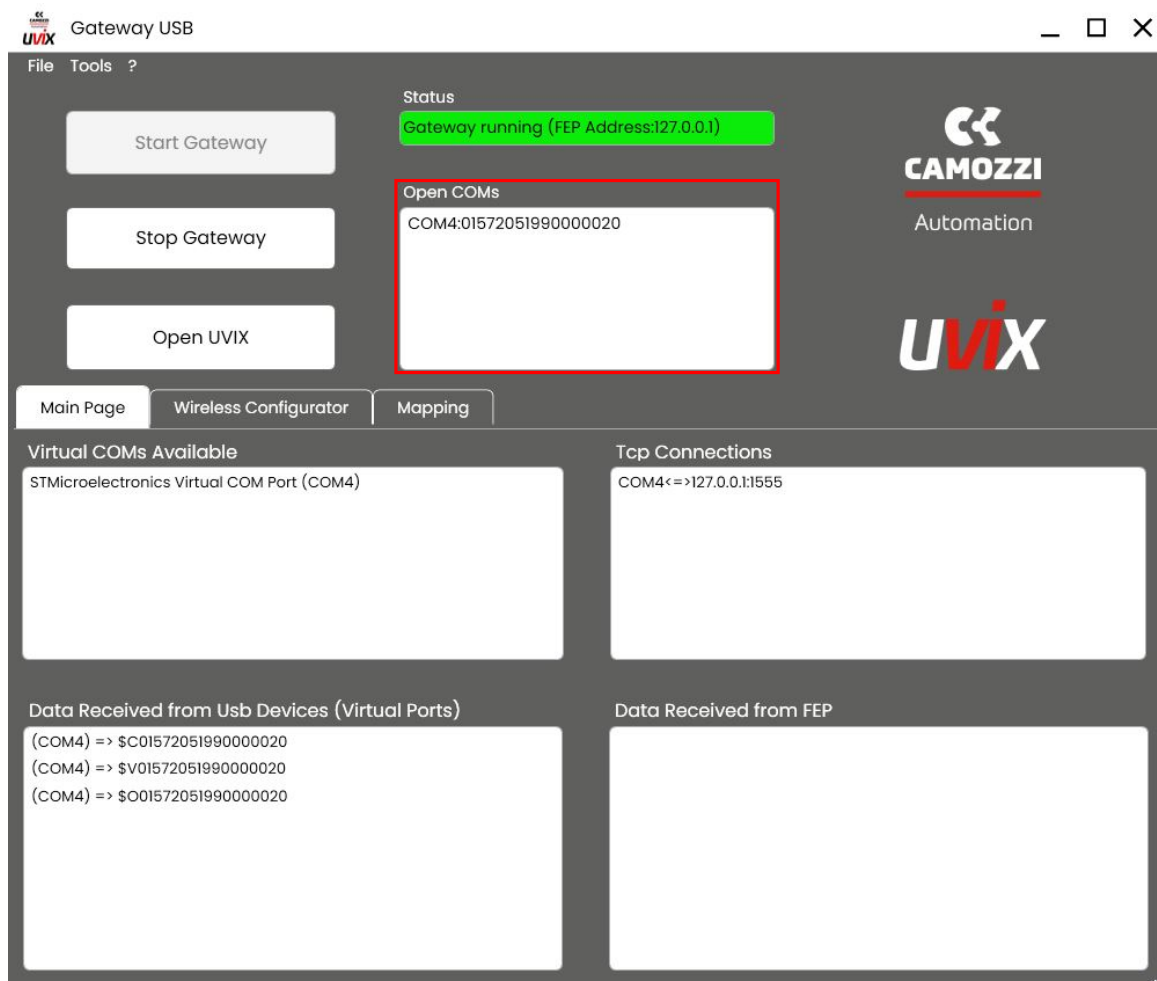 CAMOZZI
UVIX
Gateway USB
File Tools ?
Start Gateway
Stop Gateway
Open UVIX
Status
Gateway running (FEP Address:127.0.0.1)
Open COMs
COM4:01572051990000020
CAMOZZI
Automation
UVIX
Main Page
Wireless Configurator
Mapping
Virtual COMs Available
STMicroelectronics Virtual COM Port (COM4)
Tcp Connections
COM4<=>127.0.0.1:1555
Data Received from Usb Devices (Virtual Ports)
(COM4) => $C01572051990000020
(COM4) => $V01572051990000020
(COM4) => $O01572051990000020
Data Received from FEP